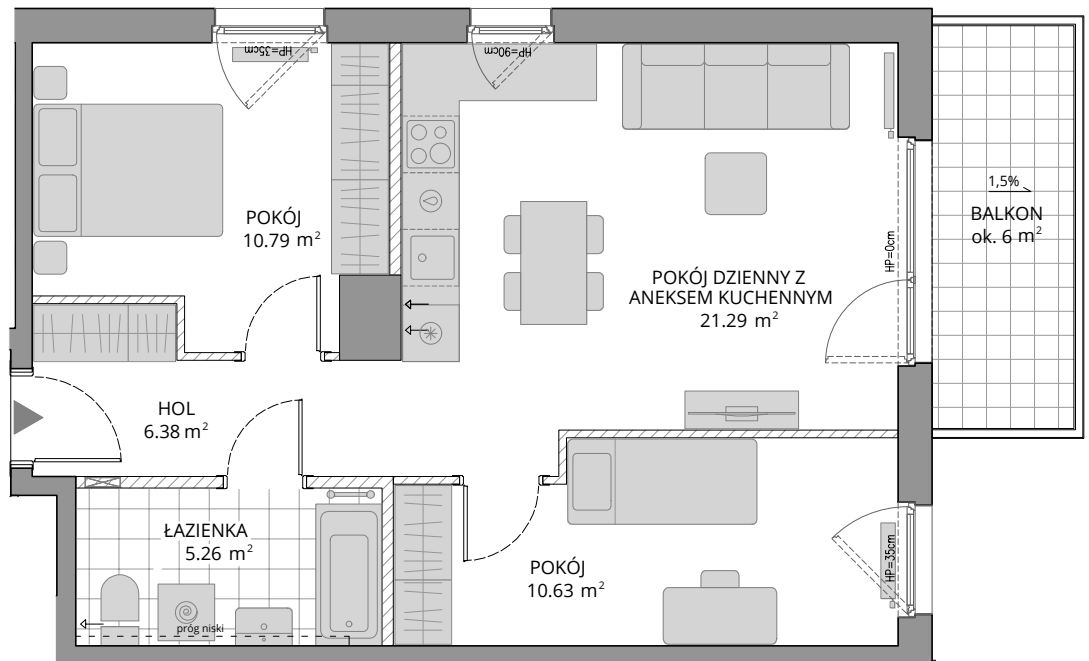 HP=35cm
HP=90cm
POKÓJ
10.79 m²
1,5%
BALKON
ok. 6 m²
HP=0cm
POKÓJ DZIENNY Z
ANEKSEM KUCHENNYM
21.29 m²
HOL
6.38 m²
ŁAZIENKA
5.26 m²
POKÓJ
10.63 m²
HP=35cm
próg niski